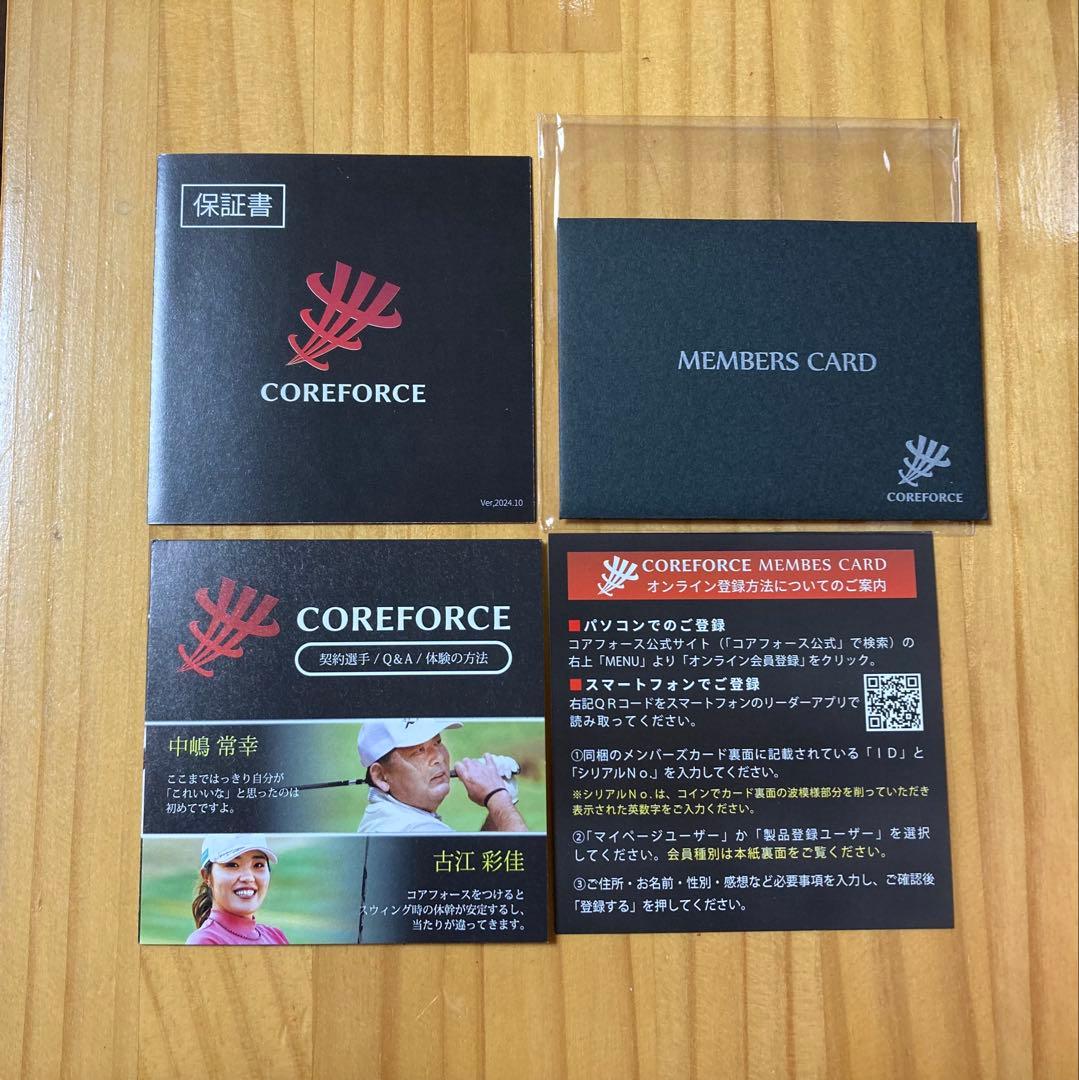 保証書
COREFORCE
Ver,2024.10
MEMBERS CARD
COREFORCE
COREFORCE
契約選手 / Q&A / 体験の方法
中嶋 常幸
ここまではっきり自分が
「これいいな」と思ったのは
初めてですよ。
古江 彩佳
コアフォースをつけると
スウィング時の体幹が安定するし、
当たりが違ってきます。
COREFORCE MEMBES CARD
オンライン登録方法についてのご案内
■パソコンでのご登録
コアフォース公式サイト（「コアフォース公式」で検索）の
右上「MENU」より「オンライン会員登録」をクリック。
■スマートフォンでご登録
右記QRコードをスマートフォンのリーダーアプリで
読み取ってください。
①同梱のメンバーズカード裏面に記載されている「ID」と
「シリアルNo.」を入力してください。
※シリアルNo.は、コインでカード裏面の波模様部分を削っていただき
表示された英数字をご入力ください。
②「マイページユーザー」か「製品登録ユーザー」を選択
してください。会員種別は本紙裏面をご覧ください。
③ご住所・お名前・性別・感想など必要事項を入力し、ご確認後
「登録する」を押してください。